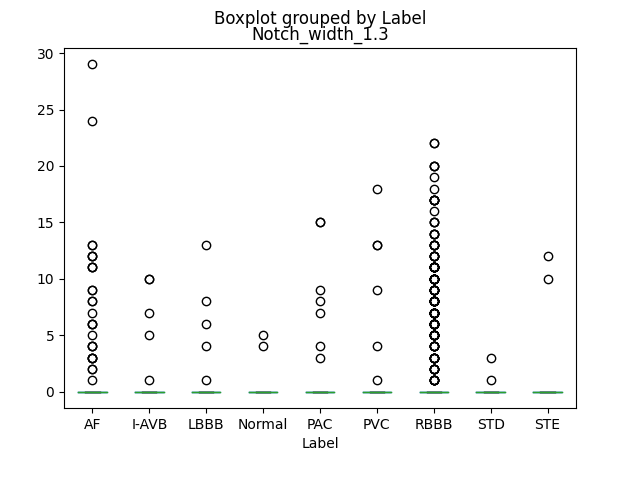 Boxplot grouped by Label
Notch_width_1.3
30
25
20
15
10
5
0
AF I-AVB LBBB Normal PAC PVC RBBB STD STE
Label